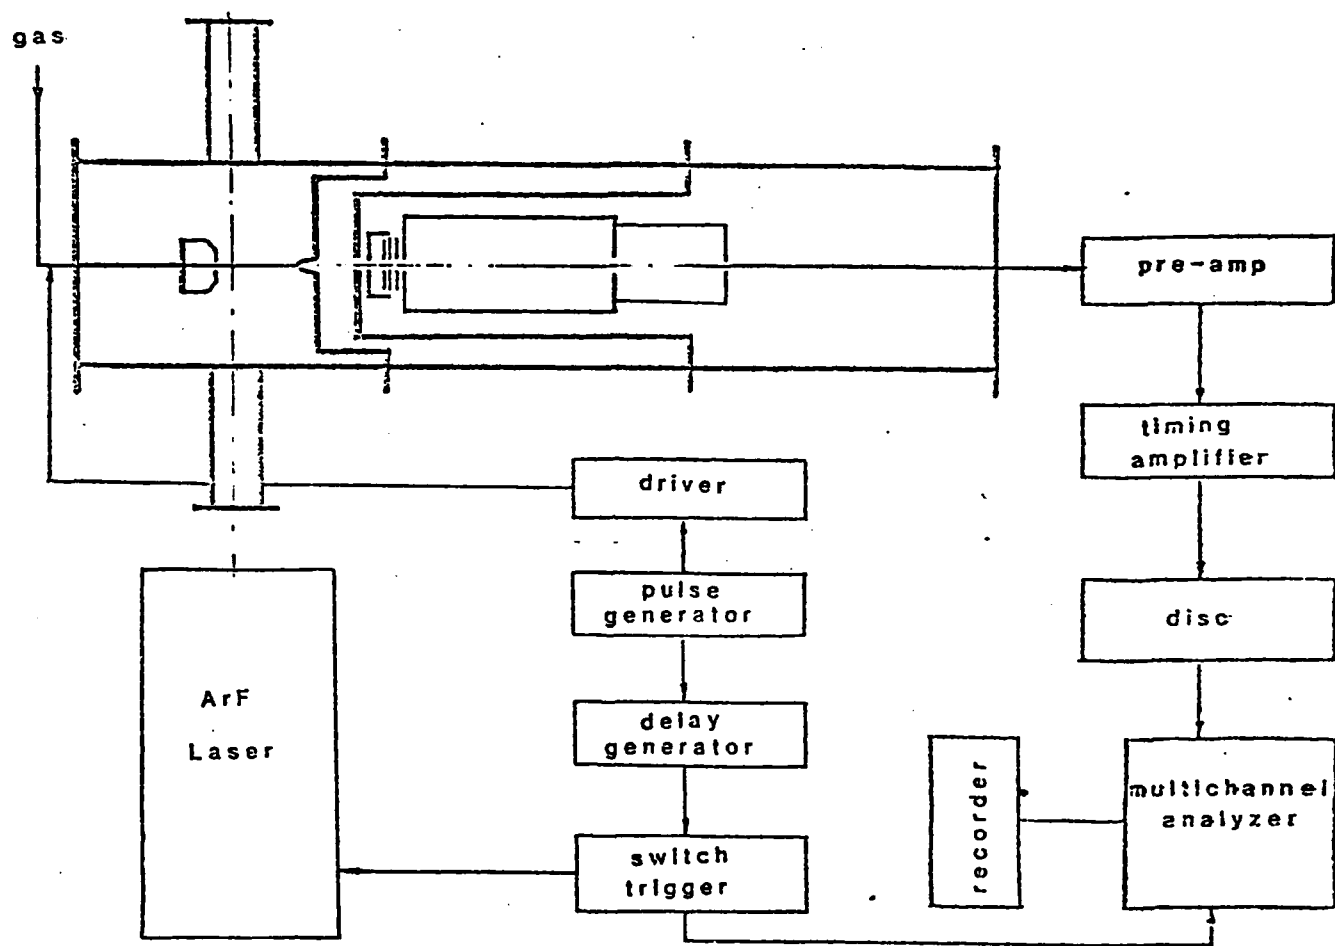 gas
pre-amp
timing
amplifier
driver
pulse
generator
disc
ArF
Laser
delay
generator
recorder
multichannel
analyzer
switch
trigger